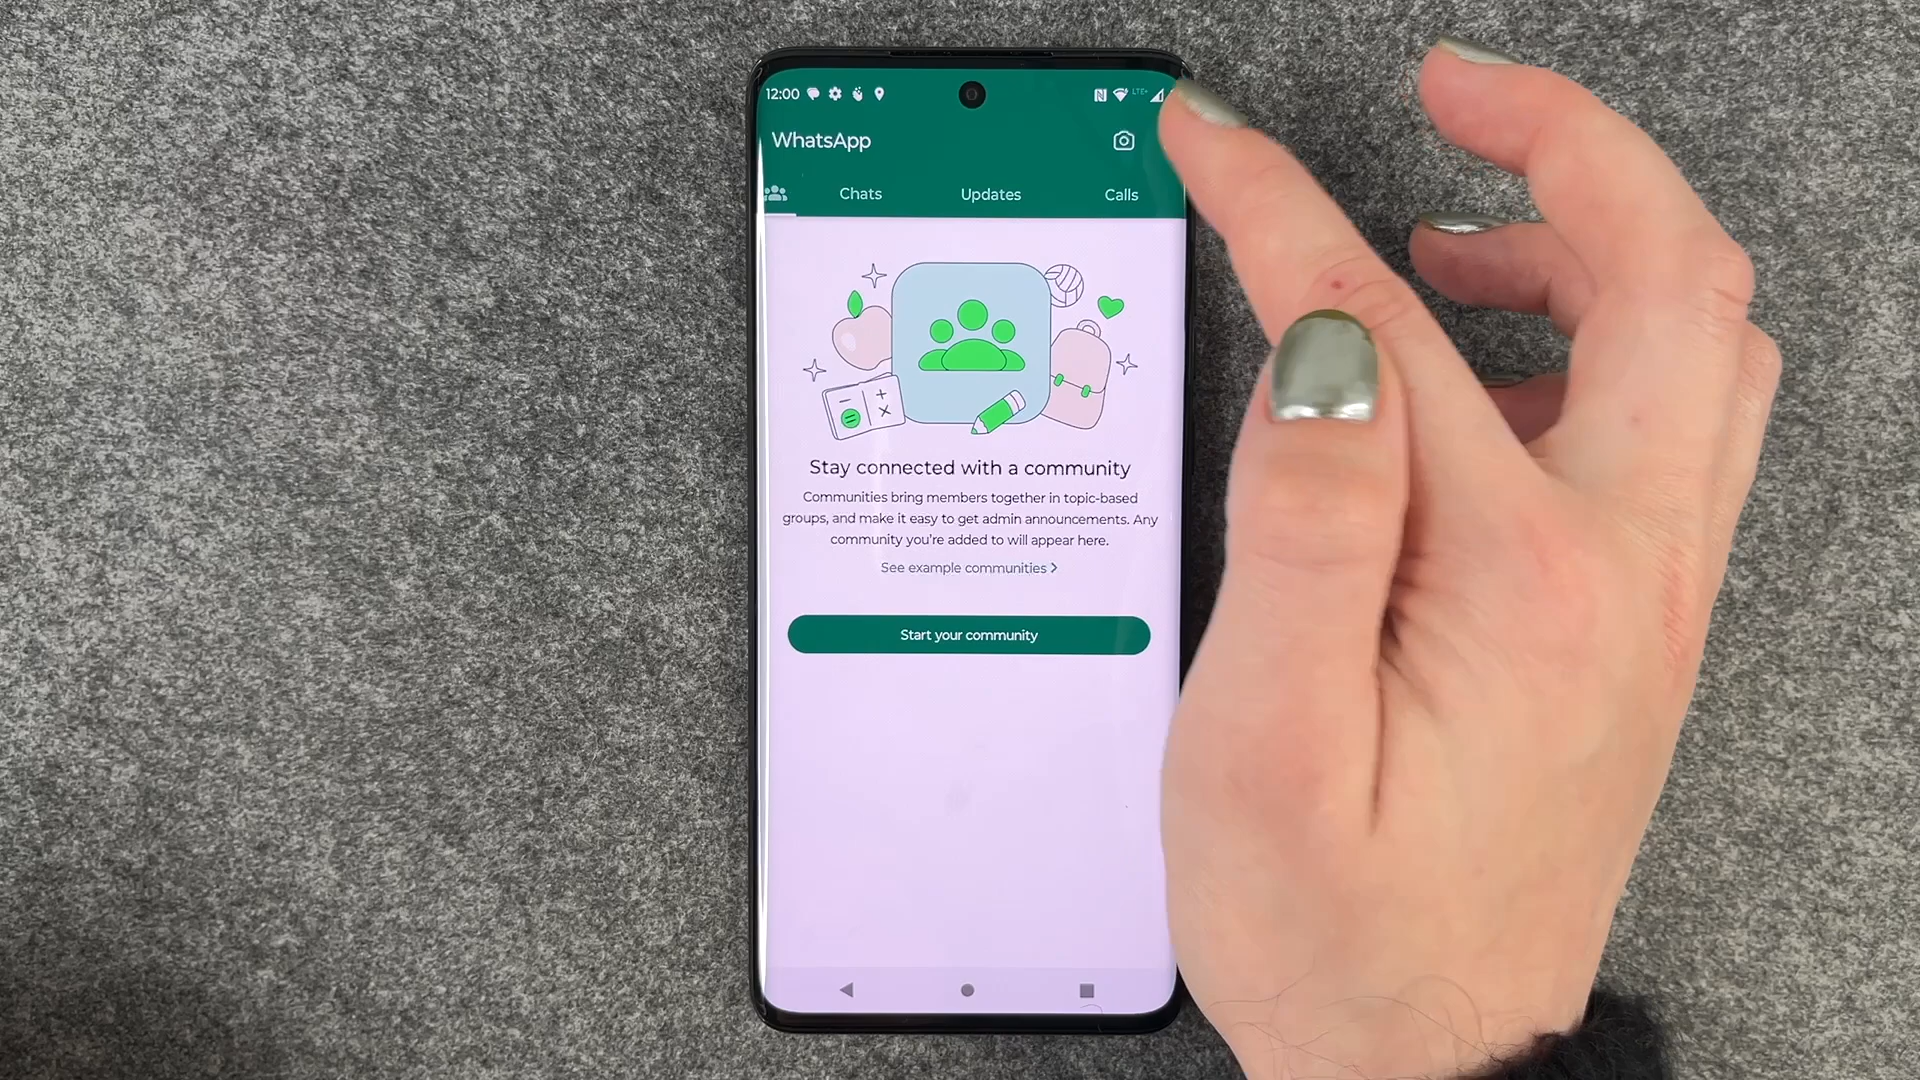 12:00 LTE+
WhatsApp
Chats Updates Calls
Stay connected with a community
Communities bring members together in topic-based
groups, and make it easy to get admin announcements. Any
community you're added to will appear here.
See example communities
Start your community